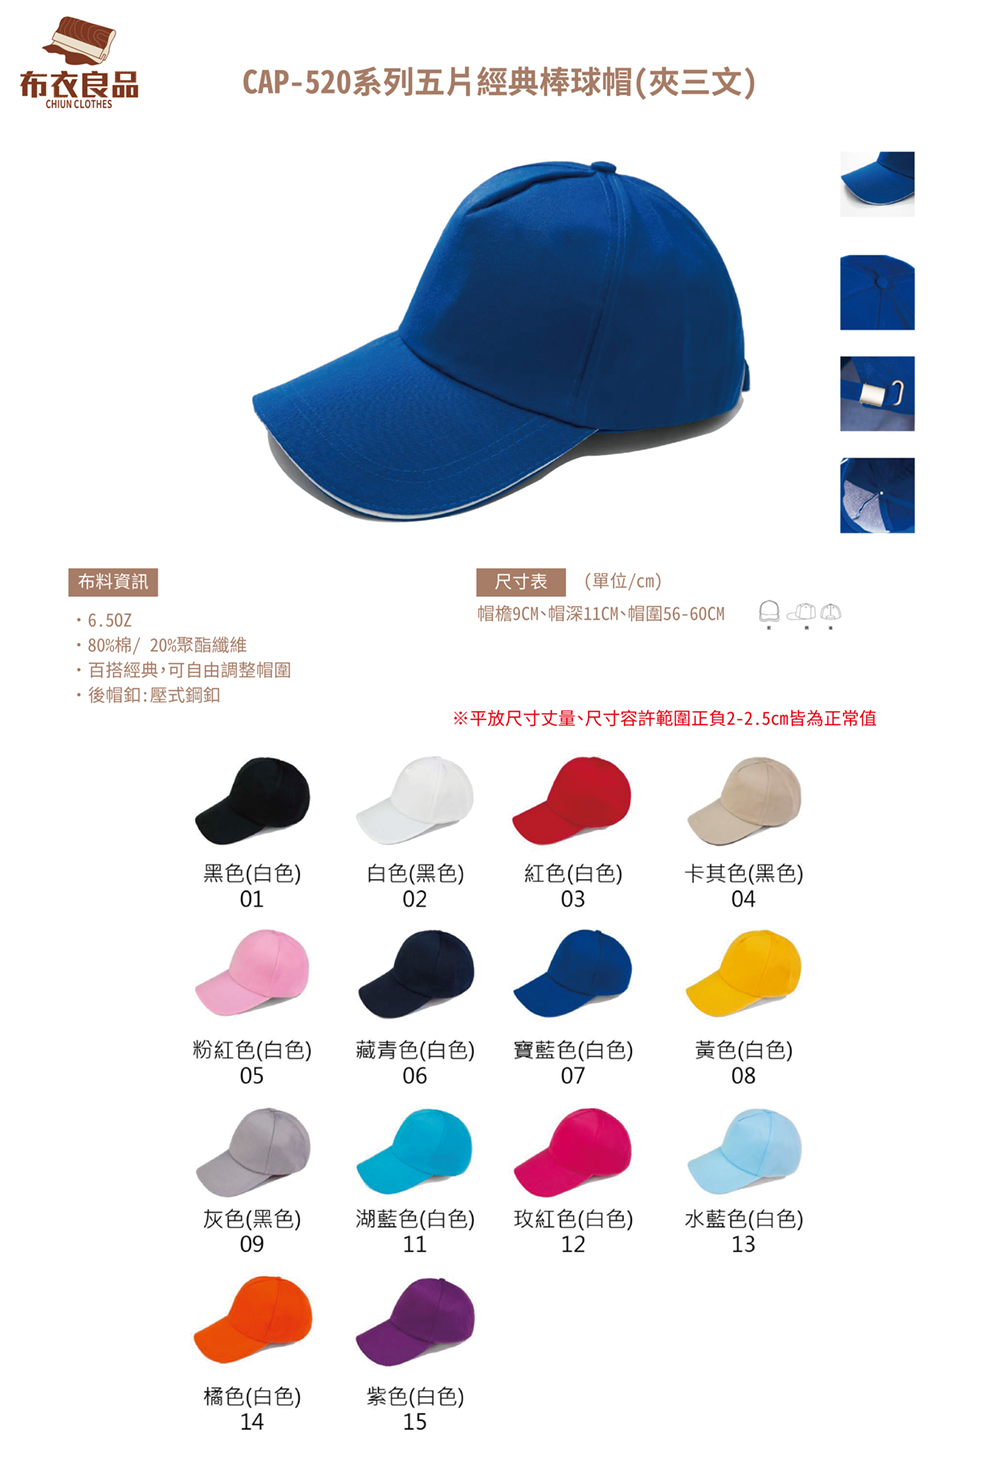 布衣良品
CHIUN CLOTHES
CAP-520系列五片經典棒球帽(夾三文)
布料資訊
・6.5OZ
・80%棉/ 20%聚酯纖維
・百搭經典,可自由調整帽圍
・後帽釦:壓式鋼釦
尺寸表 (單位/cm)
帽檐9CM、帽深11CM、帽圍56-60CM
※平放尺寸丈量、尺寸容許範圍正負2-2.5cm皆為正常值
黑色(白色) 白色(黑色) 紅色(白色) 卡其色(黑色)
01 02 03 04
粉紅色(白色) 藏青色(白色) 寶藍色(白色) 黃色(白色)
05 06 07 08
灰色(黑色) 湖藍色(白色) 玫紅色(白色) 水藍色(白色)
09 11 12 13
橘色(白色) 紫色(白色)
14 15